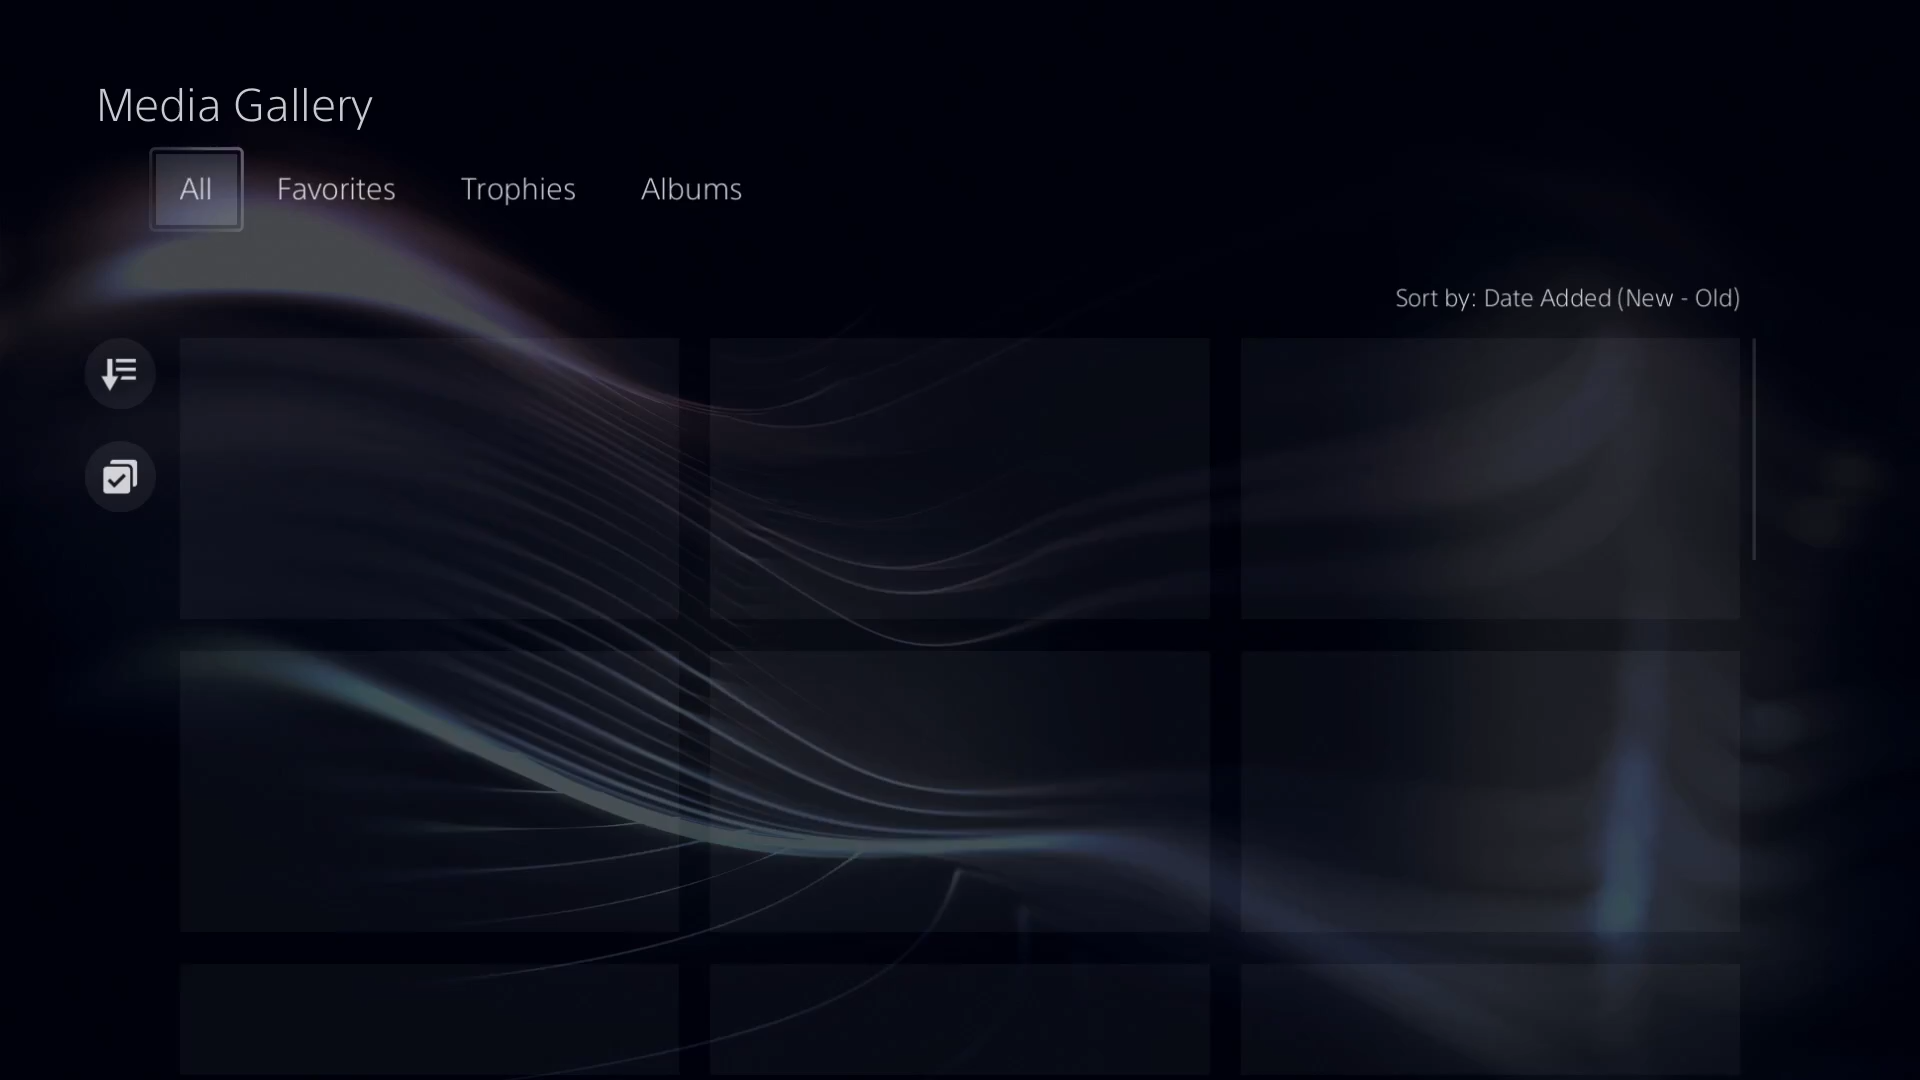 Media Gallery
All Favorites Trophies Albums
Sort by: Date Added (New - Old)